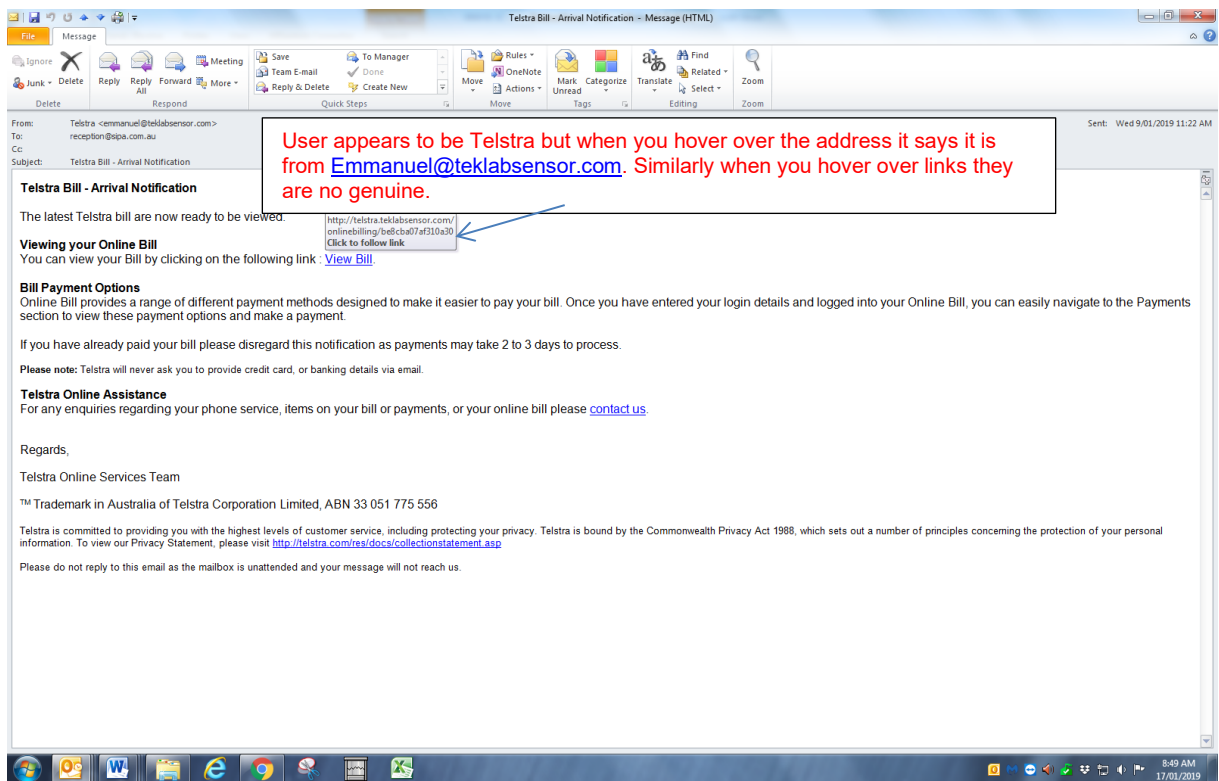 Telstra Bill - Arrival Notification - Message (HTML)
File Message
Ignore
Junk
Delete
Reply
Reply All
Forward
Meeting
More
Save
Team E-mail
Reply & Delete
To Manager
Done
Create New
Move
Rules
OneNote
Actions
Mark Unread
Categorize
Translate
Find
Related
Select
Zoom
Delete Respond Quick Steps Move Tags Editing Zoom
From: Telstra <emmanuel@teklabsensor.com>
Sent: Wed 9/01/2019 11:22 AM
To: reception@sipa.com.au
Cc:
Subject: Telstra Bill - Arrival Notification
User appears to be Telstra but when you hover over the address it says it is
from Emmanuel@teklabsensor.com. Similarly when you hover over links they
are no genuine.
Telstra Bill - Arrival Notification
The latest Telstra bill are now ready to be viewed.
http://telstra.teklabsensor.com/
onlinebilling/be8cba07af310a30
Click to follow link
Viewing your Online Bill
You can view your Bill by clicking on the following link : View Bill.
Bill Payment Options
Online Bill provides a range of different payment methods designed to make it easier to pay your bill. Once you have entered your login details and logged into your Online Bill, you can easily navigate to the Payments
section to view these payment options and make a payment.
If you have already paid your bill please disregard this notification as payments may take 2 to 3 days to process.
Please note: Telstra will never ask you to provide credit card, or banking details via email.
Telstra Online Assistance
For any enquiries regarding your phone service, items on your bill or payments, or your online bill please contact us.
Regards,
Telstra Online Services Team
TM Trademark in Australia of Telstra Corporation Limited, ABN 33 051 775 556
Telstra is committed to providing you with the highest levels of customer service, including protecting your privacy. Telstra is bound by the Commonwealth Privacy Act 1988, which sets out a number of principles concerning the protection of your personal
information. To view our Privacy Statement, please visit http://telstra.com/res/docs/collectionstatement.asp
Please do not reply to this email as the mailbox is unattended and your message will not reach us.
8:49 AM
17/01/2019